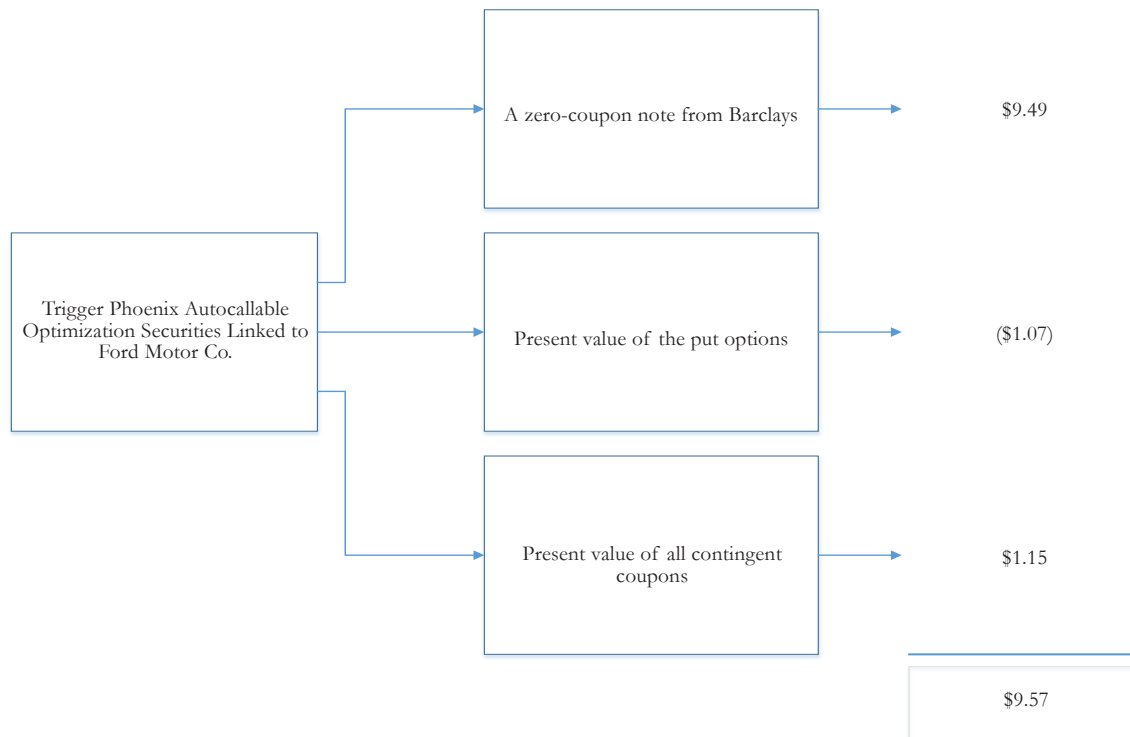 A zero-coupon note from Barclays
$9.49
Trigger Phoenix Autocallable
Optimization Securities Linked to
Ford Motor Co.
Present value of the put options
($1.07)
Present value of all contingent
coupons
$1.15
$9.57